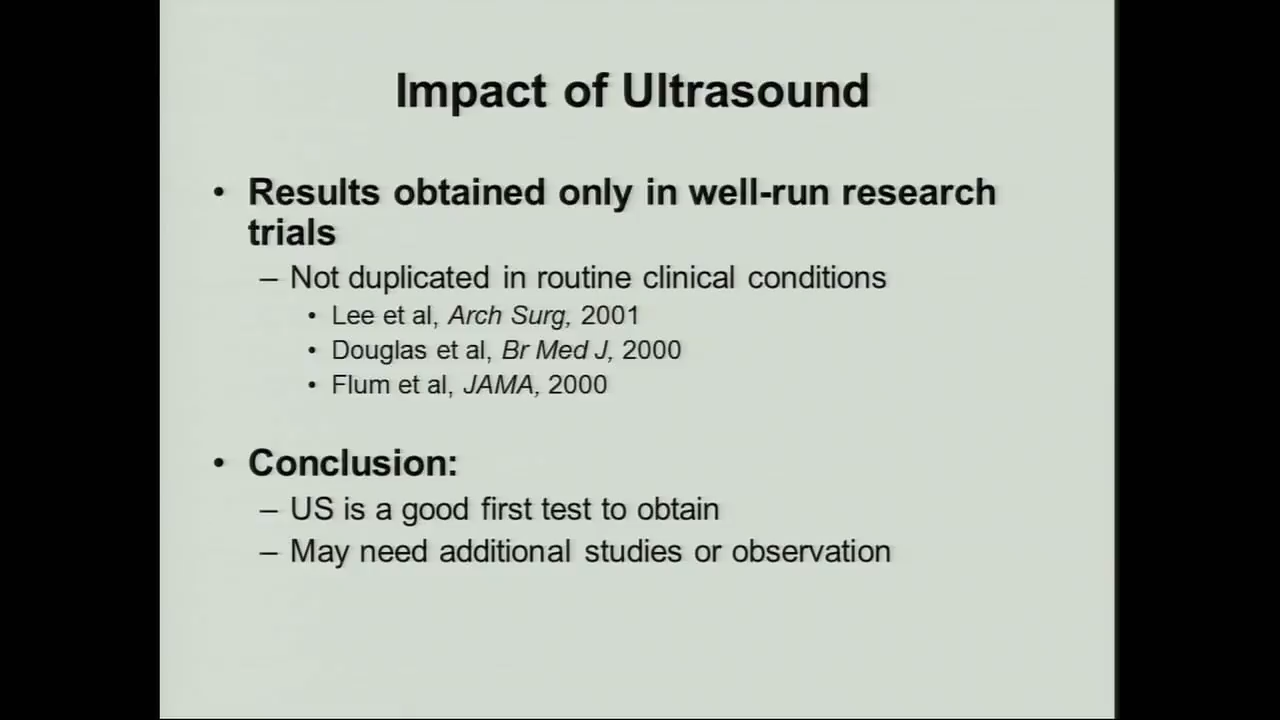 Impact of Ultrasound
• Results obtained only in well-run research
trials
– Not duplicated in routine clinical conditions
• Lee et al, Arch Surg, 2001
• Douglas et al, Br Med J, 2000
• Flum et al, JAMA, 2000
• Conclusion:
– US is a good first test to obtain
– May need additional studies or observation